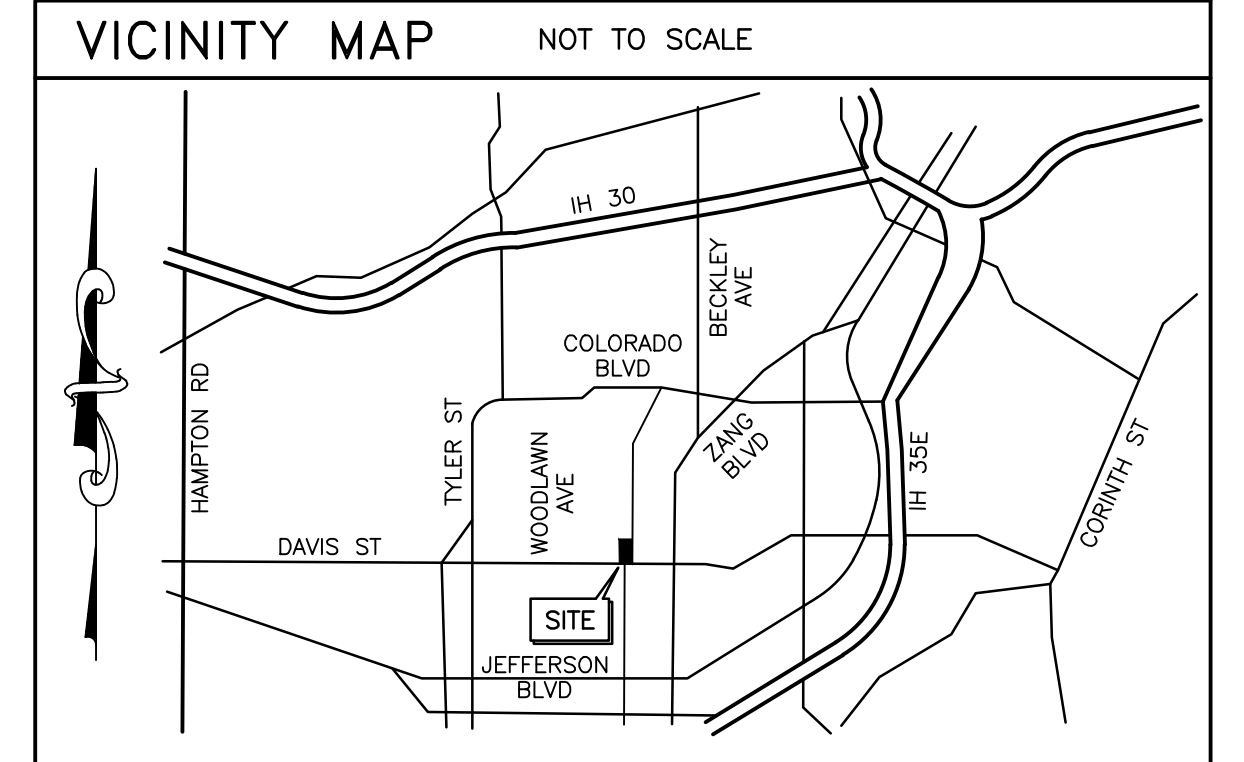 VICINITY MAP NOT TO SCALE
IH 30
BECKLEY
AVE
COLORADO
BLVD
HAMPTON RD
TYLER ST
WOODLAWN
AVE
ZANG
BLVD
IH 35E
CORINTH ST
DAVIS ST
SITE
JEFFERSON
BLVD